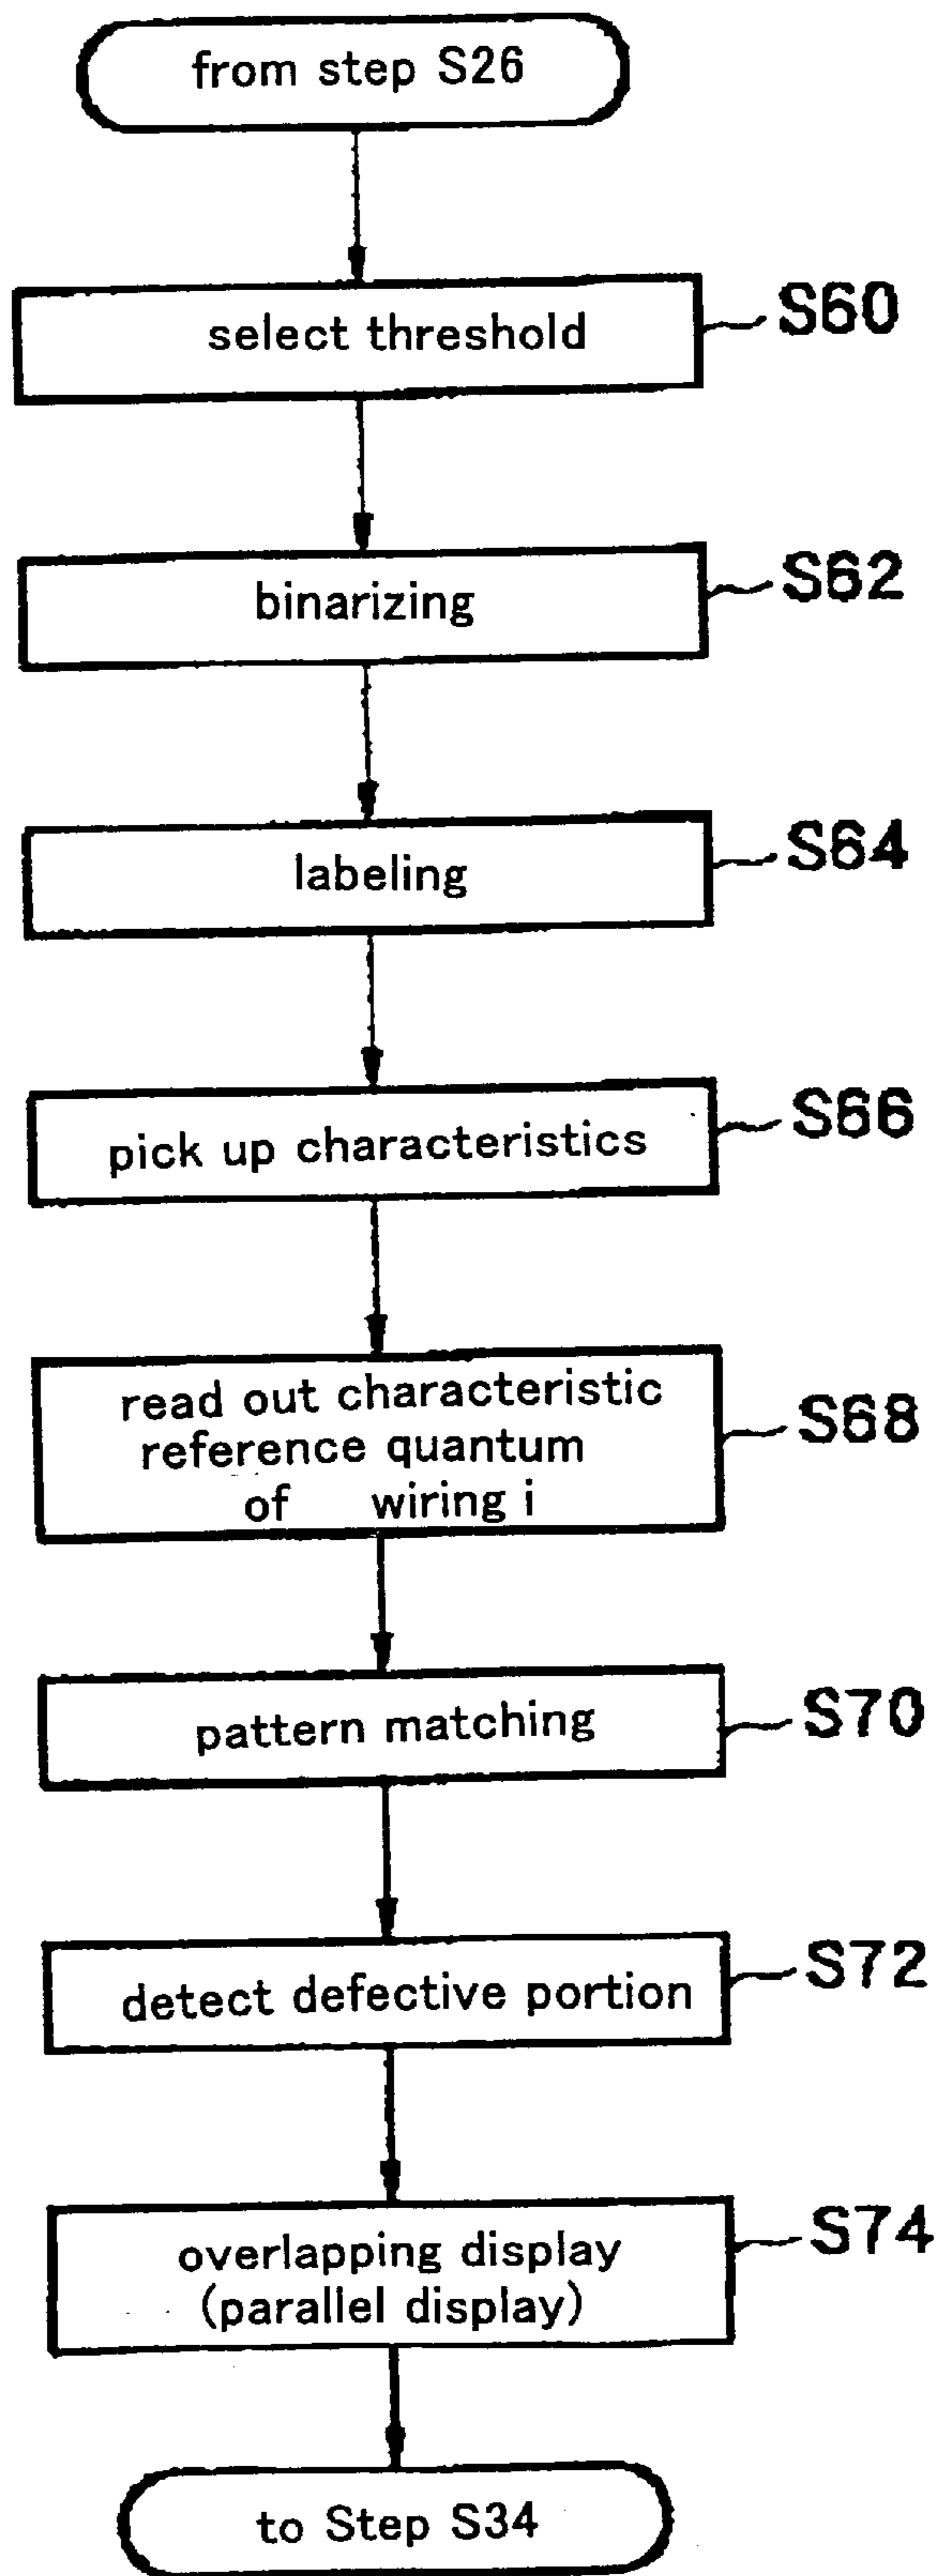 from step S26
select threshold
S60
binarizing
S62
labeling
S64
pick up characteristics
S66
read out characteristic
reference quantum
of wiring i
S68
pattern matching
S70
detect defective portion
S72
overlapping display
(parallel display)
S74
to Step S34